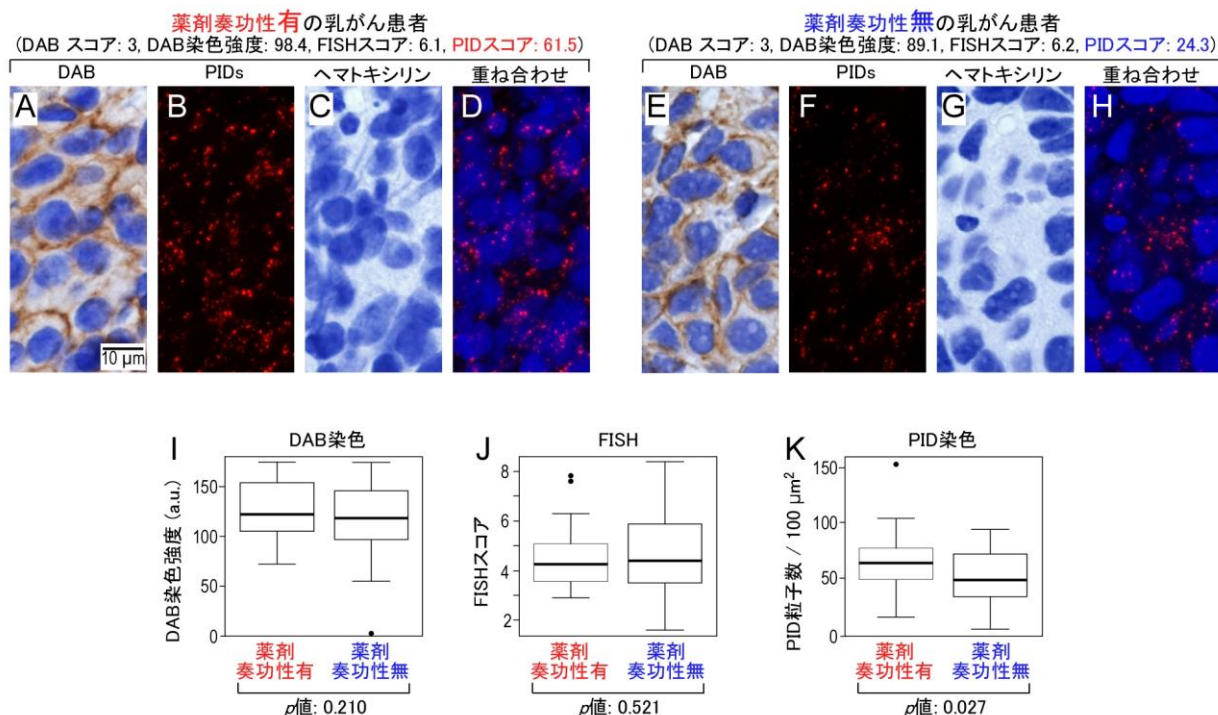 薬剤奏功性有の乳がん患者
(DAB スコア: 3, DAB染色強度: 98.4, FISHスコア: 6.1, PIDスコア: 61.5)
DAB PIDs ヘマトキシリン 重ね合わせ
A B C D
10 µm
薬剤奏功性無の乳がん患者
(DAB スコア: 3, DAB染色強度: 89.1, FISHスコア: 6.2, PIDスコア: 24.3)
DAB PIDs ヘマトキシリン 重ね合わせ
E F G H
I DAB染色
DAB染色強度 (a.u.)
150
100
50
0
薬剤 薬剤
奏功性有 奏功性無
p値: 0.210
J FISH
FISHスコア
8
6
4
2
薬剤 薬剤
奏功性有 奏功性無
p値: 0.521
K PID染色
PID粒子数 / 100 µm²
150
100
50
0
薬剤 薬剤
奏功性有 奏功性無
p値: 0.027